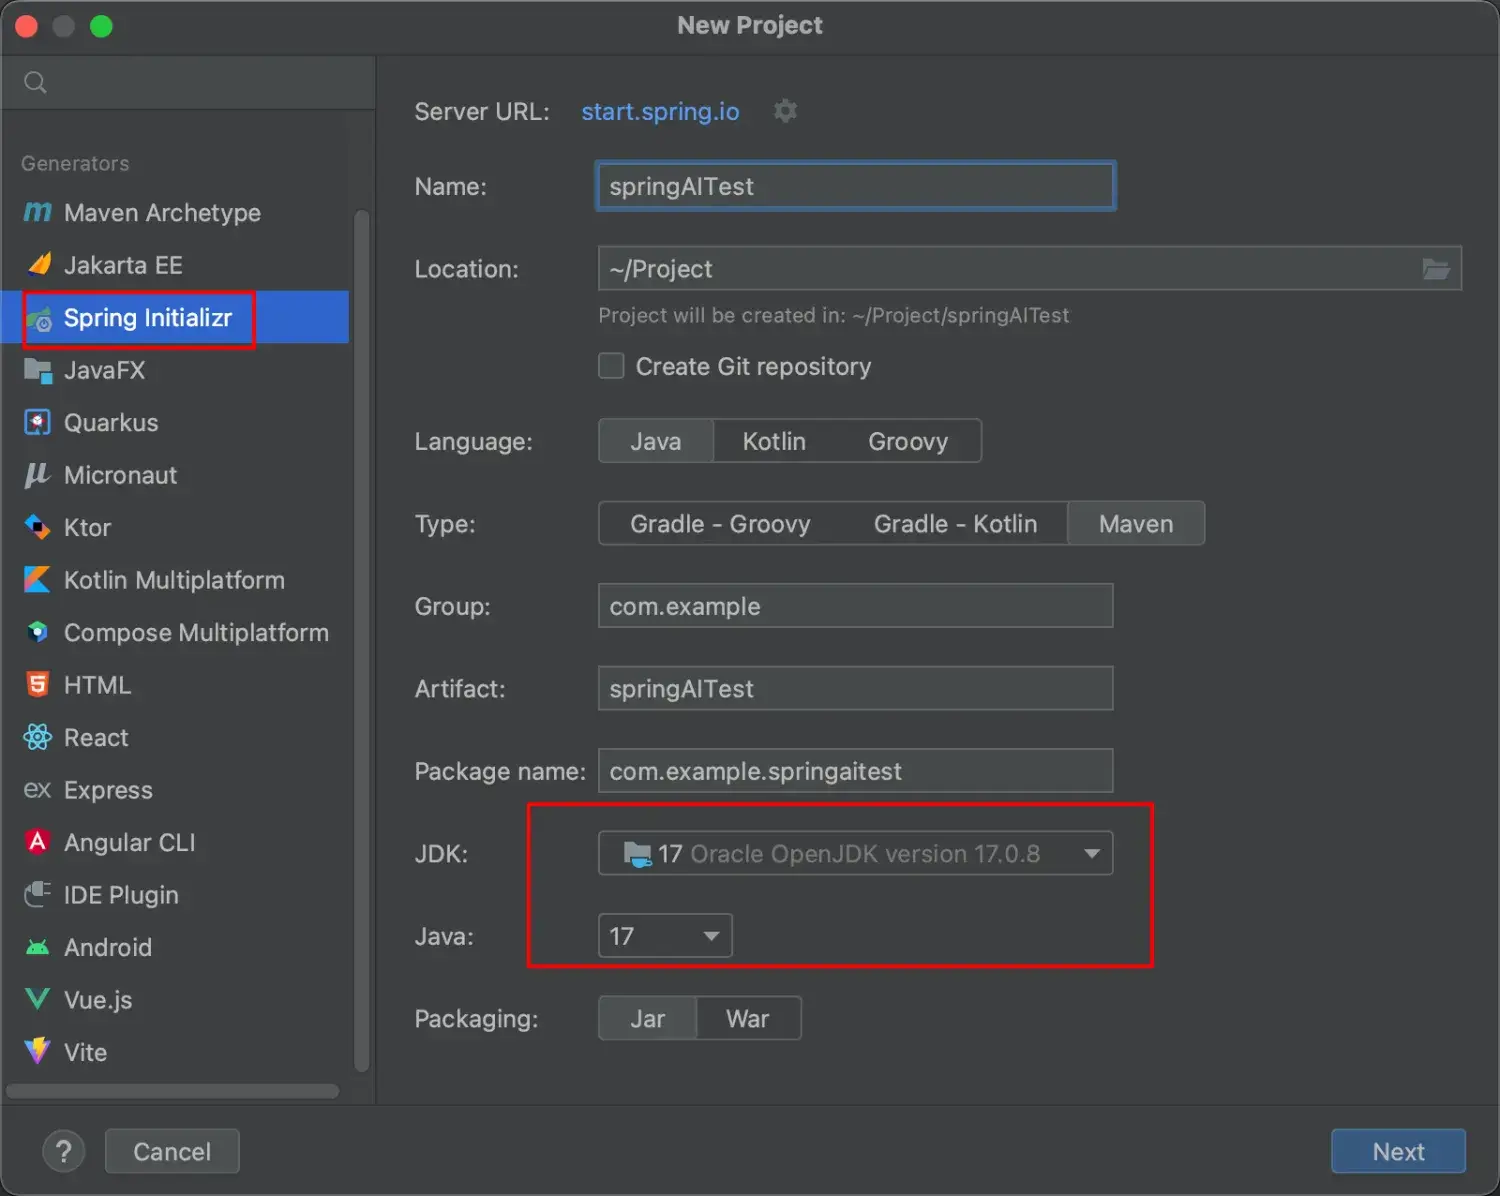 New Project
Generators
Maven Archetype
Jakarta EE
Spring Initializr
JavaFX
Quarkus
Micronaut
Ktor
Kotlin Multiplatform
Compose Multiplatform
HTML
React
ex Express
Angular CLI
IDE Plugin
Android
Vue.js
Vite
Server URL: start.spring.io
Name: springAITest
Location: ~/Project
Project will be created in: ~/Project/springAITest
Create Git repository
Language: Java Kotlin Groovy
Type: Gradle - Groovy Gradle - Kotlin Maven
Group: com.example
Artifact: springAITest
Package name: com.example.springaitest
JDK: 17 Oracle OpenJDK version 17.0.8
Java: 17
Packaging: Jar War
? Cancel Next